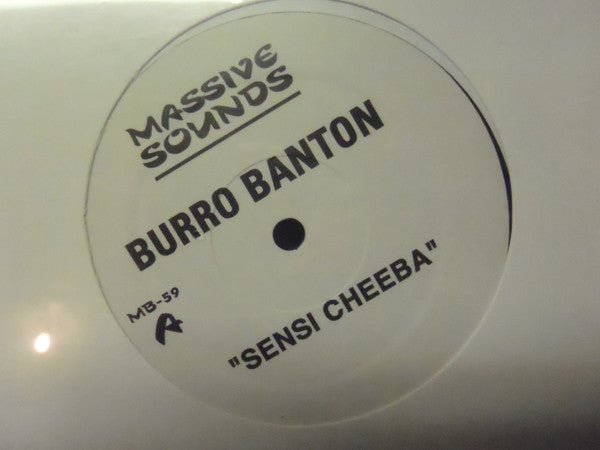 MASSIVE
SOUNDS
BURRO BANTON
MB-59
A
"SENSI CHEEBA"